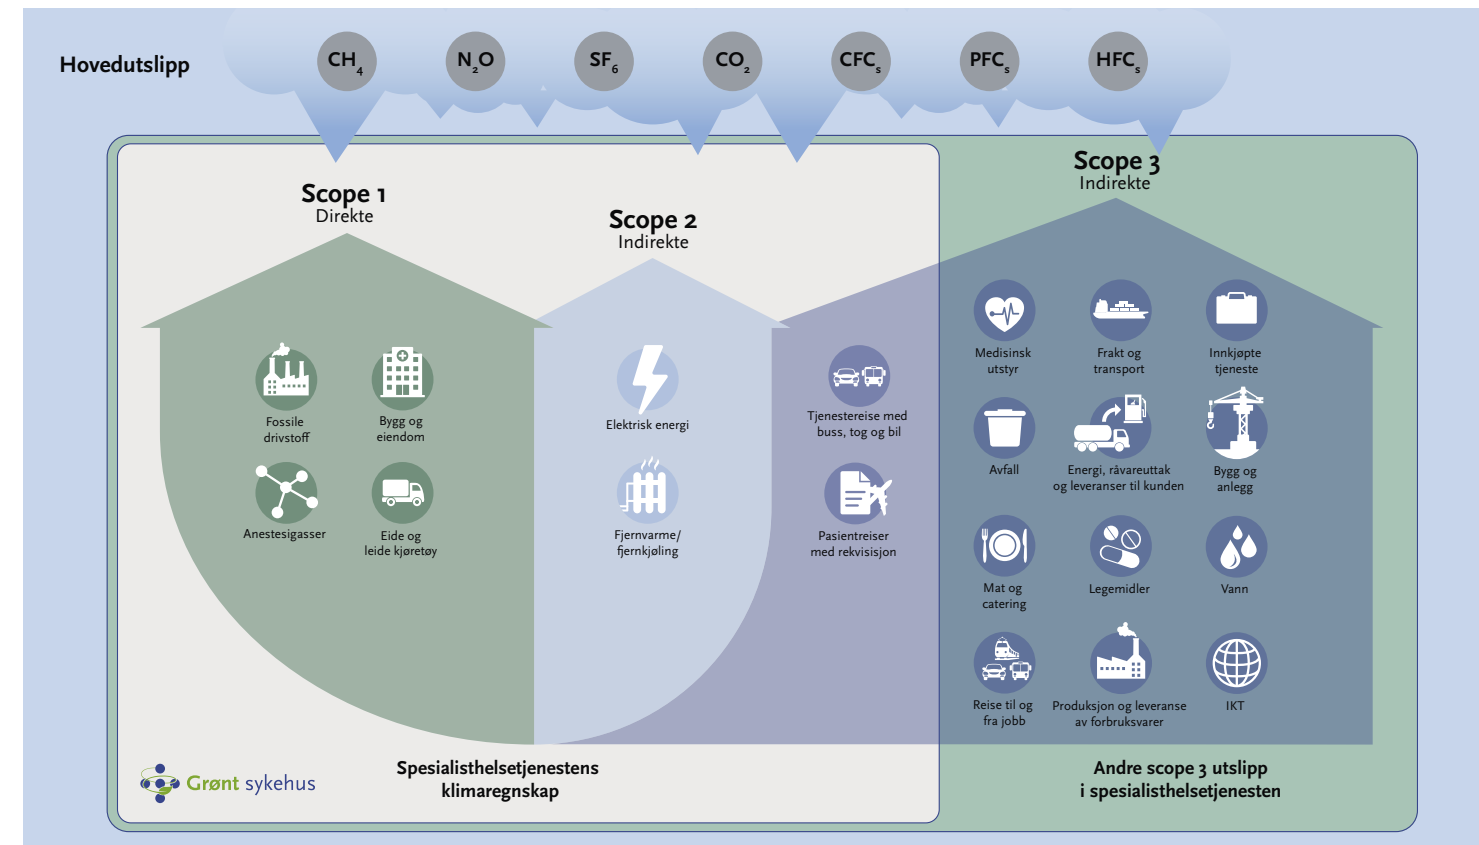 Hovedutslipp
CH₄
N₂O
SF₆
CO₂
CFCₛ
PFCₛ
HFCₛ
Scope 1
Direkte
Fossile
drivstoff
Bygg og
eiendom
Anestesigasser
Eide og
leide kjøretøy
Scope 2
Indirekte
Elektrisk energi
Fjernvarme/
fjernkjøling
Scope 3
Indirekte
Tjenestereise med
buss, tog og bil
Pasientreiser
med rekvisisjon
Medisinsk
utstyr
Frakt og
transport
Innkjøpte
tjeneste
Avfall
Energi, råvareuttak
og leveranser til kunden
Bygg og
anlegg
Mat og
catering
Legemidler
Vann
Reise til og
fra jobb
Produksjon og leveranse
av forbruksvarer
IKT
Grønt sykehus
Spesialisthelsetjenestens
klimaregnskap
Andre scope 3 utslipp
i spesialisthelsetjenesten